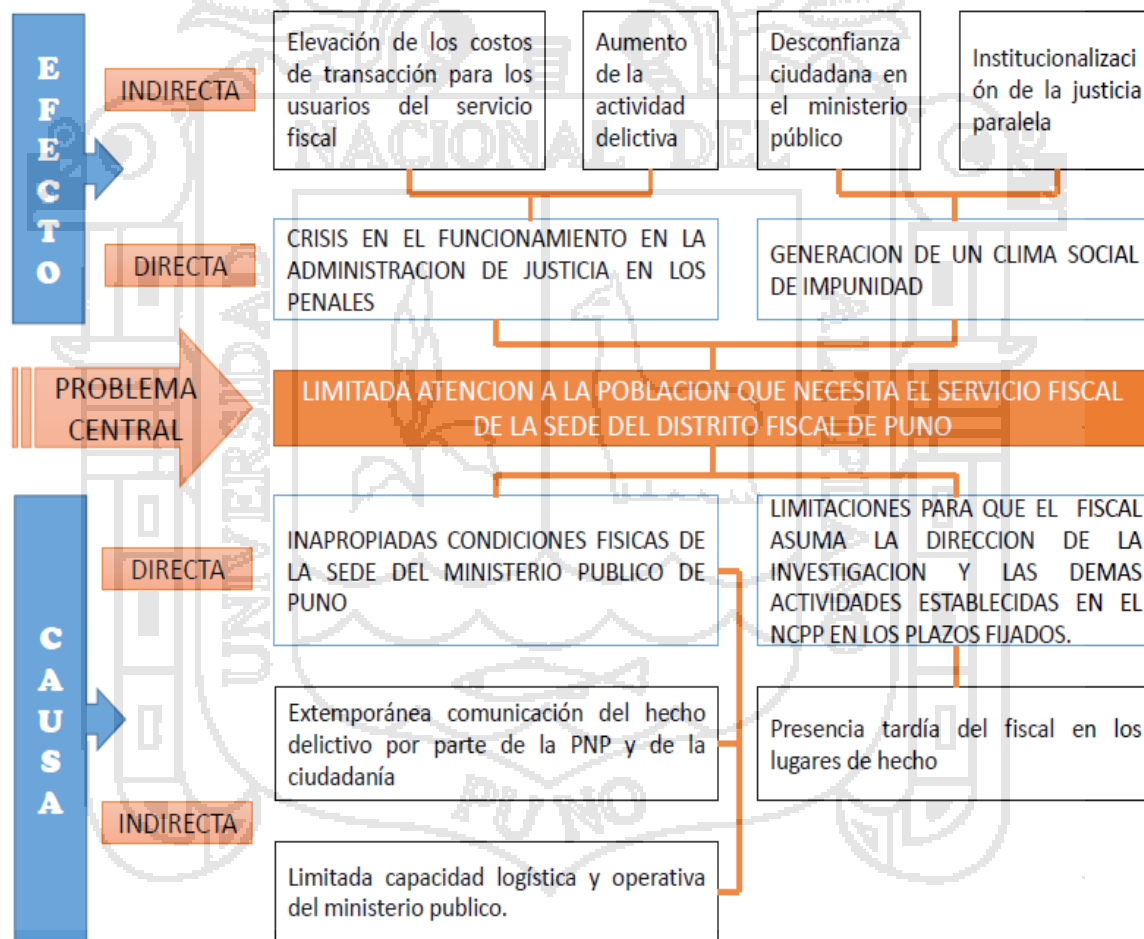 EFECTO
INDIRECTA
Elevación de los costos
de transacción para los
usuarios del servicio
fiscal
Aumento
de la
actividad
delictiva
Desconfianza
ciudadana en
el ministerio
público
Institucionalizaci
ón de la justicia
paralela
DIRECTA
CRISIS EN EL FUNCIONAMIENTO EN LA
ADMINISTRACION DE JUSTICIA EN LOS
PENALES
GENERACION DE UN CLIMA SOCIAL
DE IMPUNIDAD
PROBLEMA
CENTRAL
LIMITADA ATENCION A LA POBLACION QUE NECESITA EL SERVICIO FISCAL
DE LA SEDE DEL DISTRITO FISCAL DE PUNO
CAUSA
DIRECTA
INAPROPIADAS CONDICIONES FISICAS DE
LA SEDE DEL MINISTERIO PUBLICO DE
PUNO
LIMITACIONES PARA QUE EL FISCAL
ASUMA LA DIRECCION DE LA
INVESTIGACION Y LAS DEMAS
ACTIVIDADES ESTABLECIDAS EN EL
NCPP EN LOS PLAZOS FIJADOS.
INDIRECTA
Extemporánea comunicación del hecho
delictivo por parte de la PNP y de la
ciudadanía
Presencia tardía del fiscal en los
lugares de hecho
Limitada capacidad logística y operativa
del ministerio publico.
UNIVERSIDAD
NACIONAL DEL
ALTIPLANO
PUNO